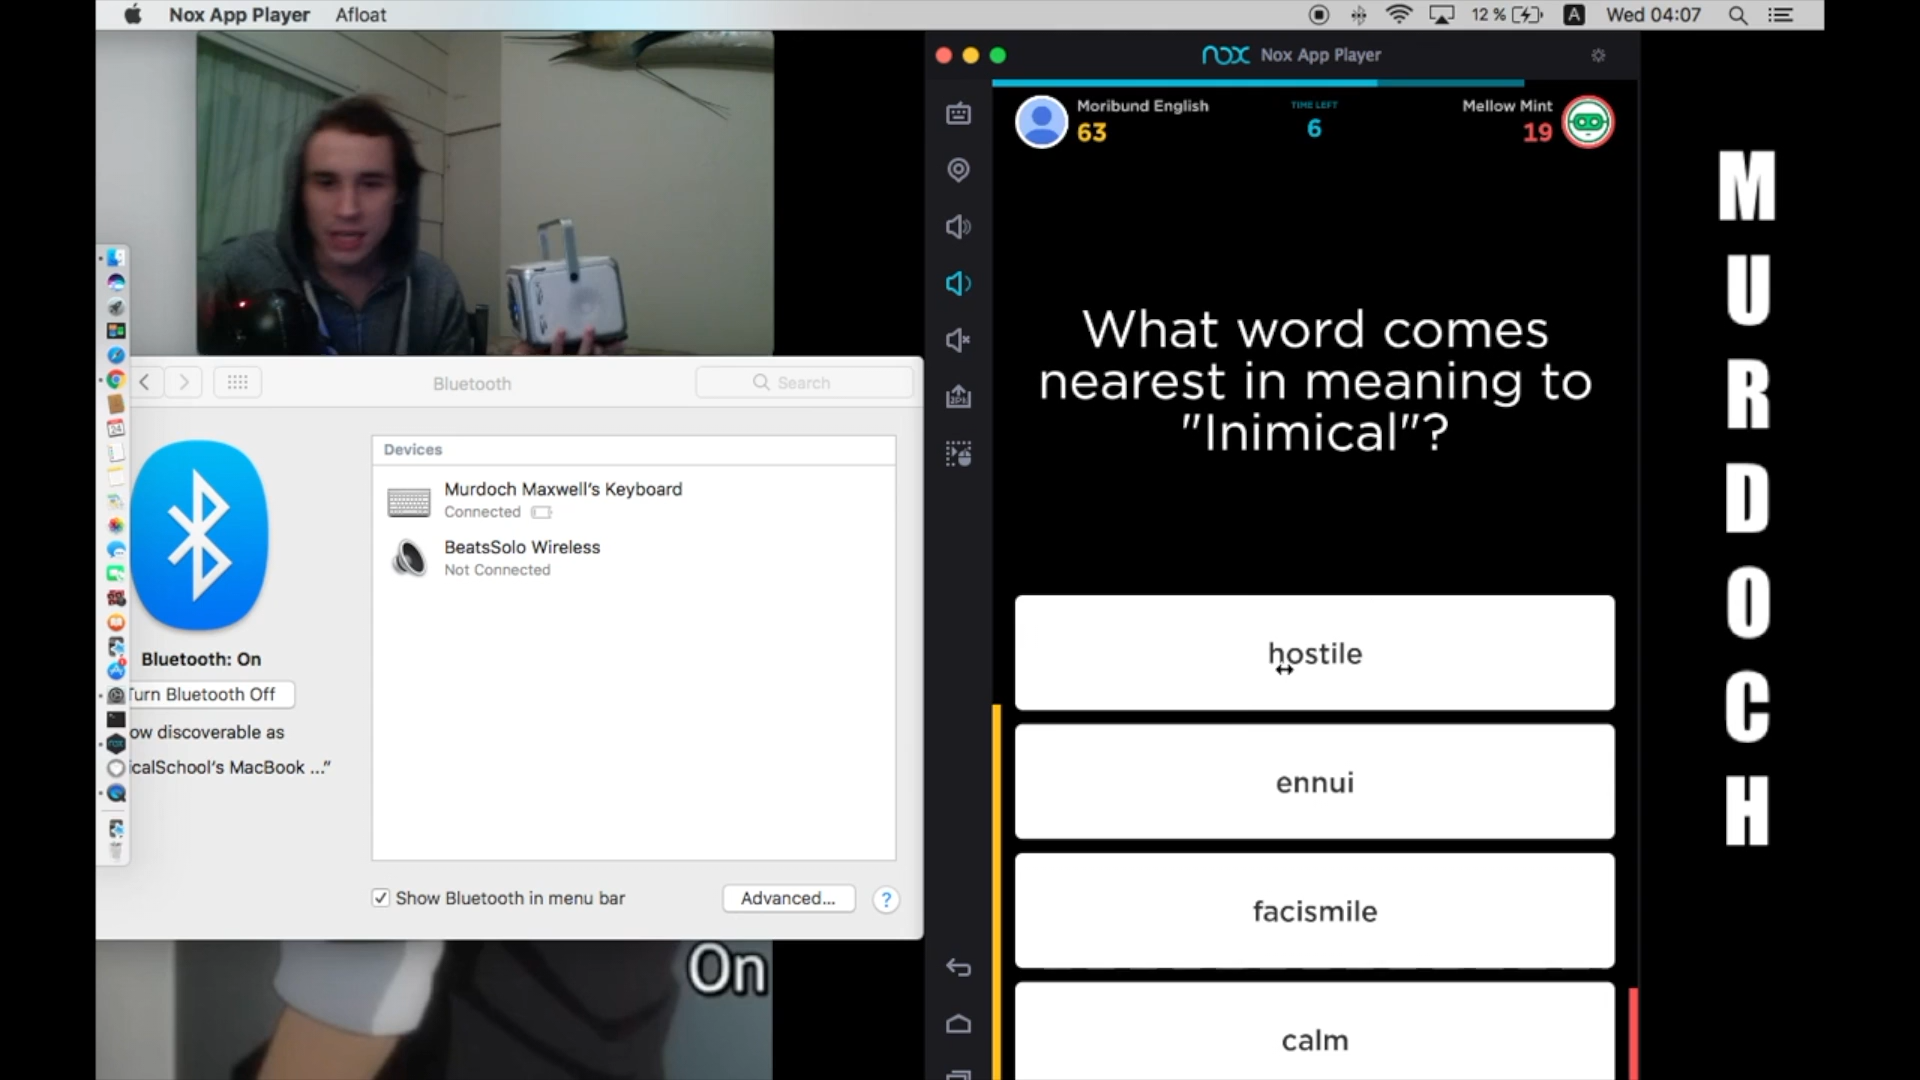 Nox App Player Afloat
12 % A Wed 04:07
nox Nox App Player
Moribund English
63
TIME LEFT
6
Mellow Mint
19
What word comes
nearest in meaning to
"Inimical"?
hostile
ennui
facismile
calm
Bluetooth
Search
Devices
Murdoch Maxwell's Keyboard
Connected
BeatsSolo Wireless
Not Connected
Bluetooth: On
Turn Bluetooth Off
ow discoverable as
icalSchool's MacBook ..."
Show Bluetooth in menu bar
Advanced...
?
On
MURDOCH